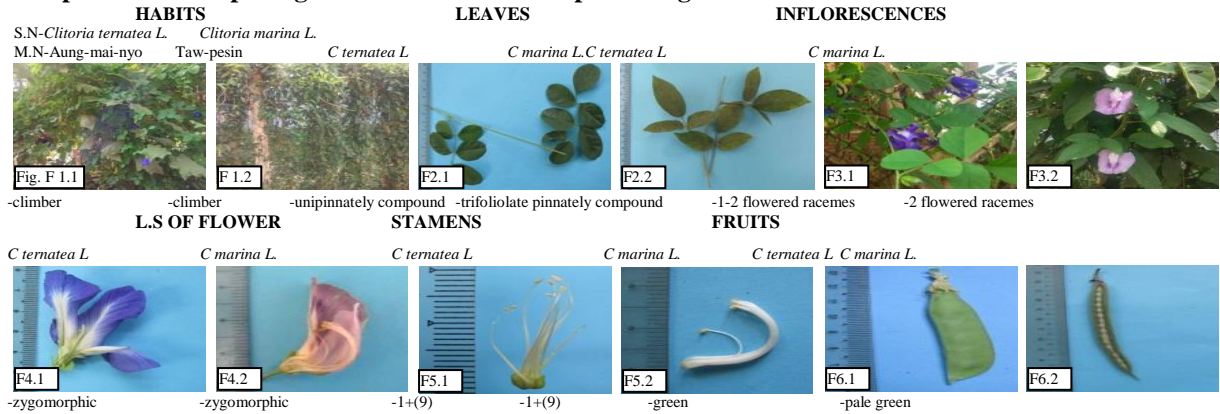 HABITS LEAVES INFLORESCENCES
S.N-Clitoria ternatea L. Clitoria marina L.
M.N-Aung-mai-nyo Taw-pesin C ternatea L C marina L. C ternatea L C marina L.
Fig. F 1.1 F 1.2 F2.1 F2.2 F3.1 F3.2
-climber -climber -unipinnately compound -trifoliolate pinnately compound -1-2 flowered racemes -2 flowered racemes
L.S OF FLOWER STAMENS FRUITS
C ternatea L C marina L. C ternatea L C marina L. C ternatea L C marina L.
F4.1 F4.2 F5.1 F5.2 F6.1 F6.2
-zygomorphic -zygomorphic -1+(9) -1+(9) -green -pale green